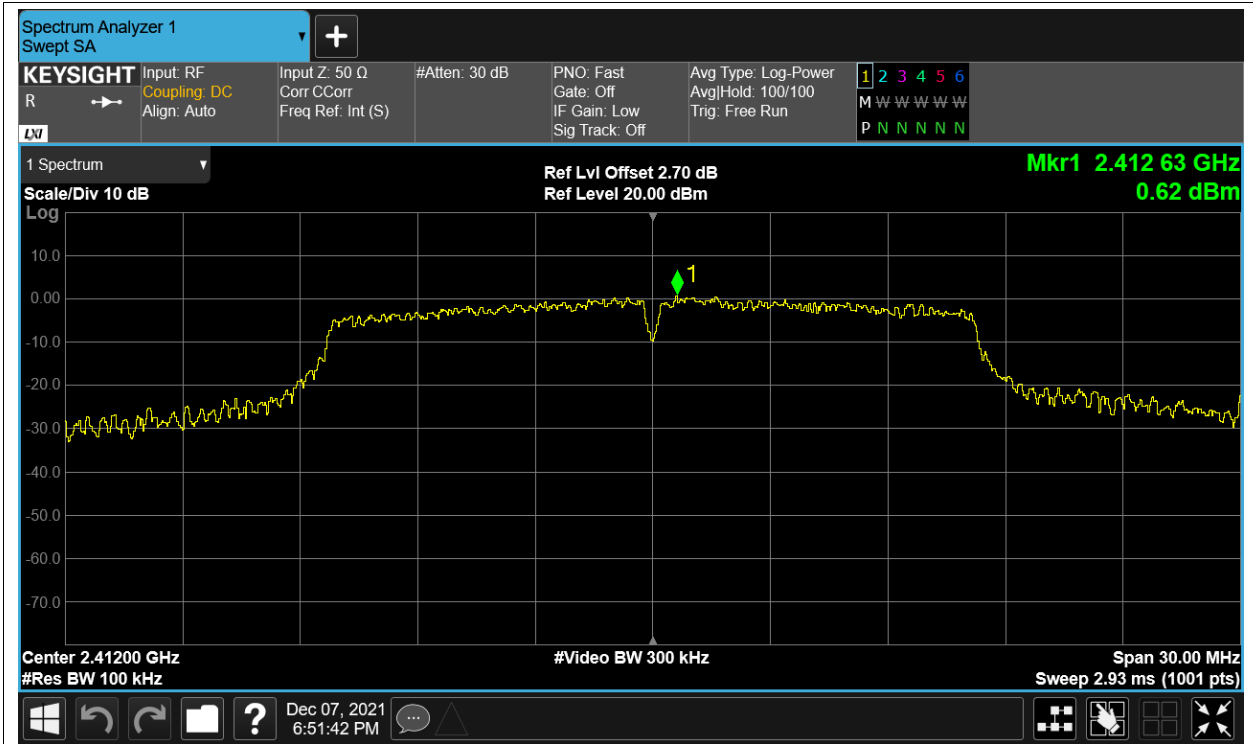 Spectrum Analyzer 1
Swept SA
KEYSIGHT
R
LXI
Input: RF
Coupling: DC
Align: Auto
Input Z: 50 Ω
Corr CCorr
Freq Ref: Int (S)
#Atten: 30 dB
PNO: Fast
Gate: Off
IF Gain: Low
Sig Track: Off
Avg Type: Log-Power
Avg|Hold: 100/100
Trig: Free Run
1 2 3 4 5 6
M W W W W W
P N N N N N
1 Spectrum
Scale/Div 10 dB
Ref Lvl Offset 2.70 dB
Ref Level 20.00 dBm
Mkr1 2.412 63 GHz
0.62 dBm
Log
10.0
1
0.00
-10.0
-20.0
-30.0
-40.0
-50.0
-60.0
-70.0
Center 2.41200 GHz
#Video BW 300 kHz
Span 30.00 MHz
#Res BW 100 kHz
Sweep 2.93 ms (1001 pts)
?
Dec 07, 2021
6:51:42 PM